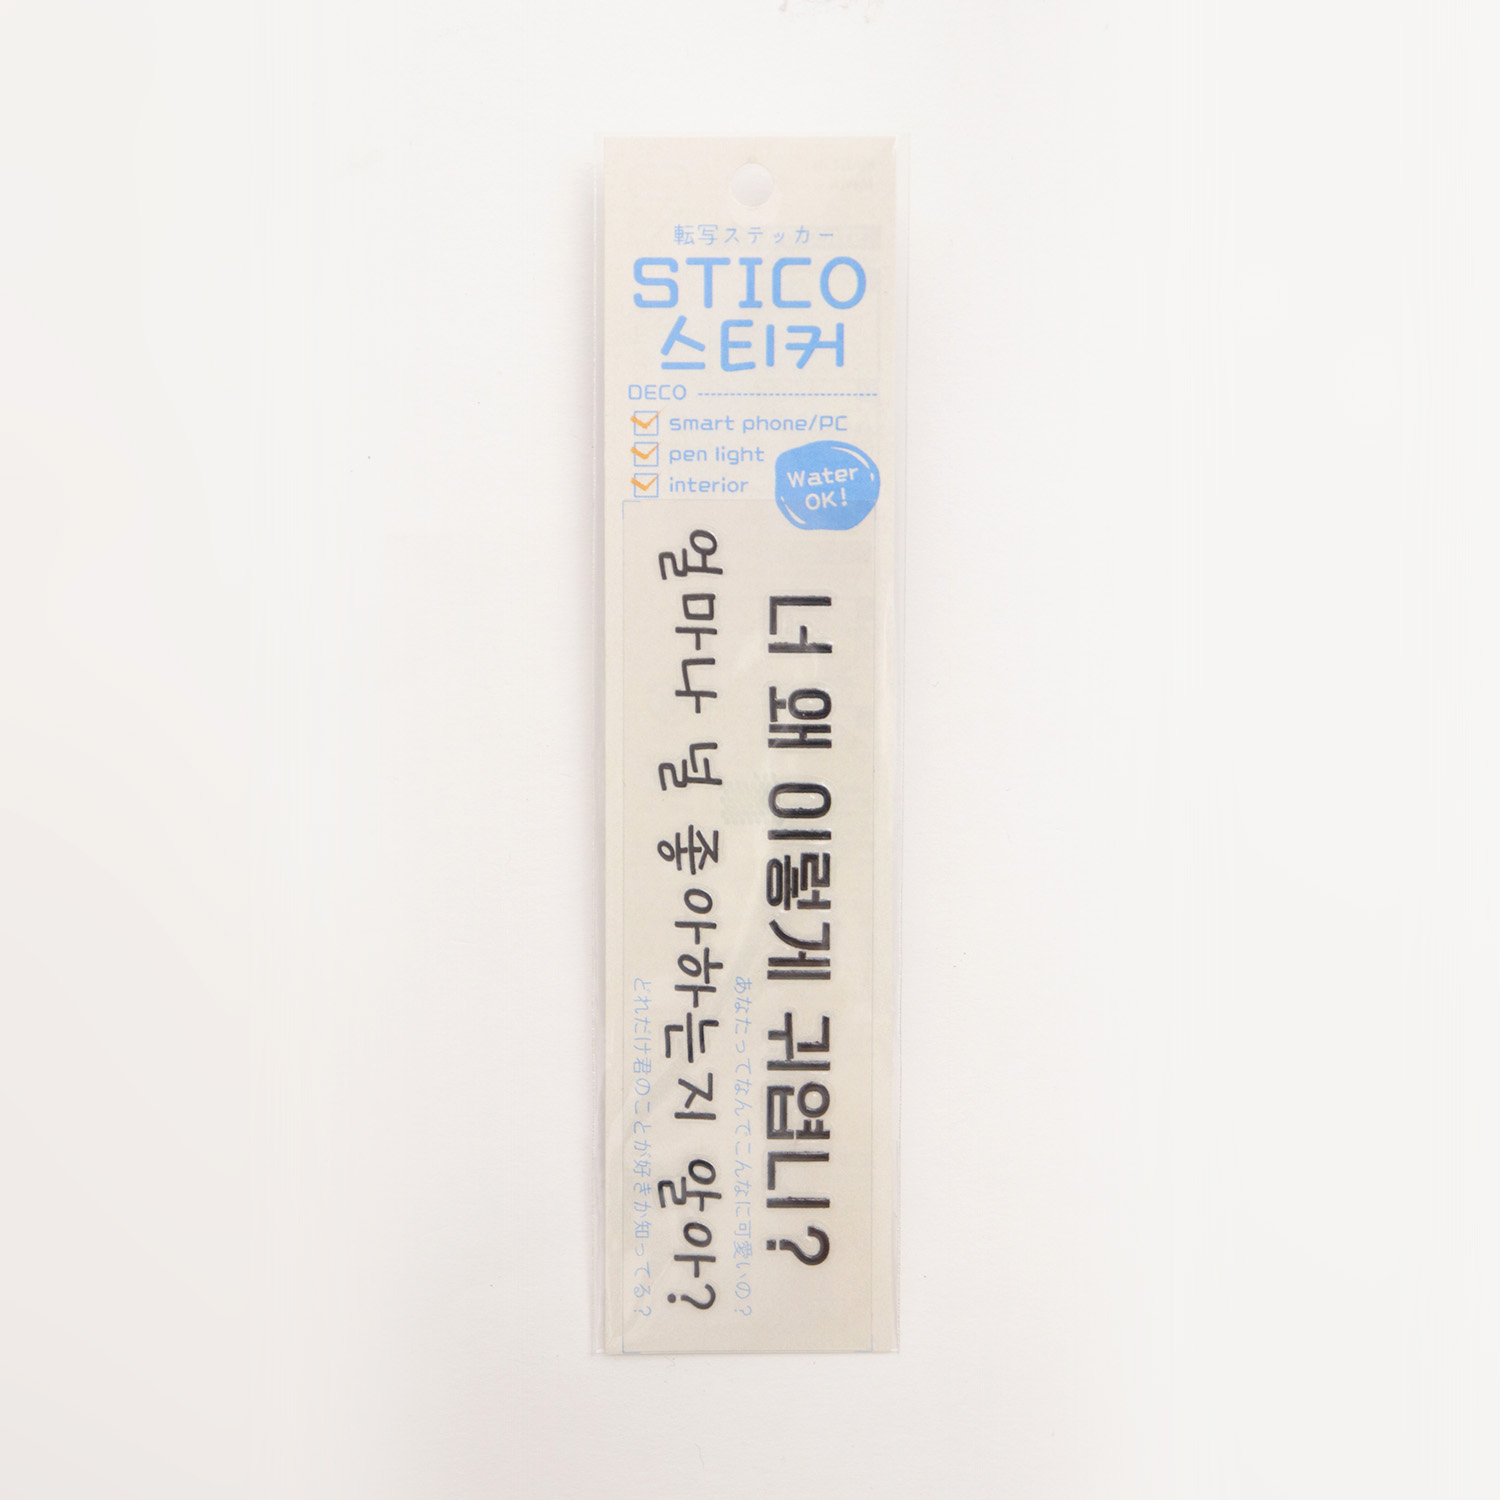 転写ステッカー
STICO
스티커
DECO
smart phone/PC
pen light
interior
Water
OK!
너 왜 이럴게 귀엽니?
あなたってなんでこんなに可愛いの?
얼마나 널 좋아하는지 알아?
どれだけ君のことが好きか知ってる?